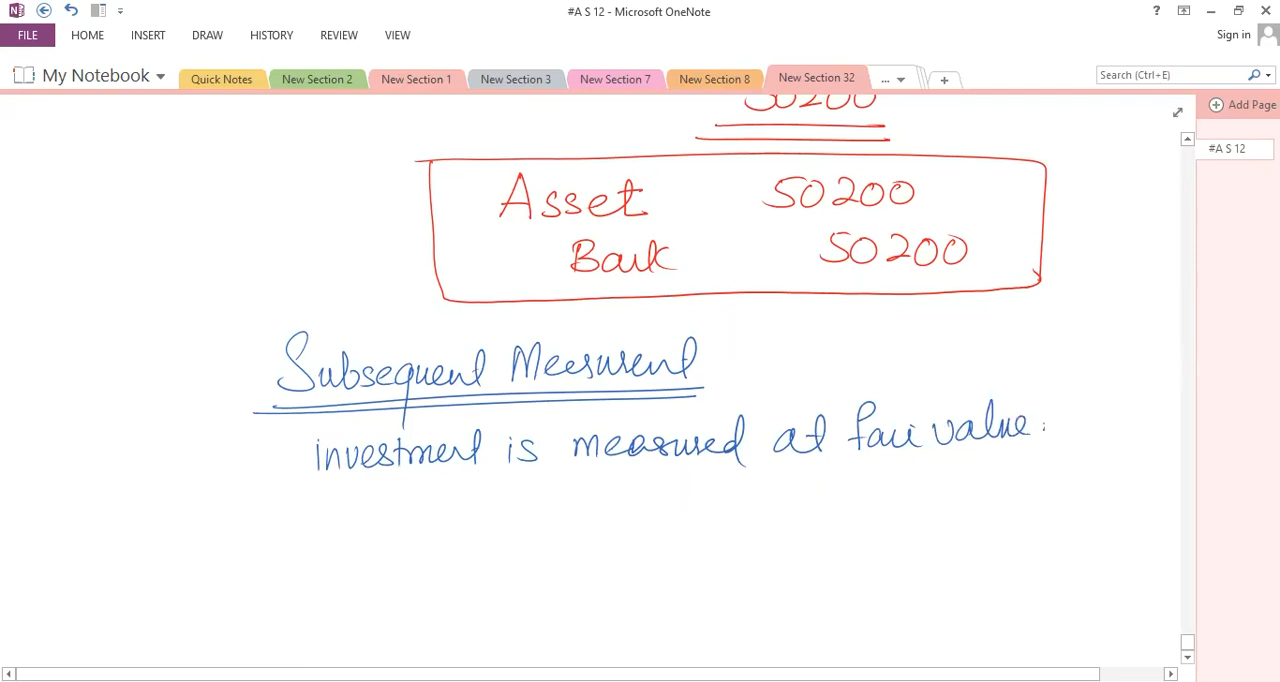 #A S 12 - Microsoft OneNote
?
FILE HOME INSERT DRAW HISTORY REVIEW VIEW Sign in
My Notebook Quick Notes New Section 2 New Section 1 New Section 3 New Section 7 New Section 8 New Section 32 ... + Search (Ctrl+E)
Add Page
#A S 12
50200
Asset 50200
Bank 50200
Subsequent Measurent
investment is measured at fair value.